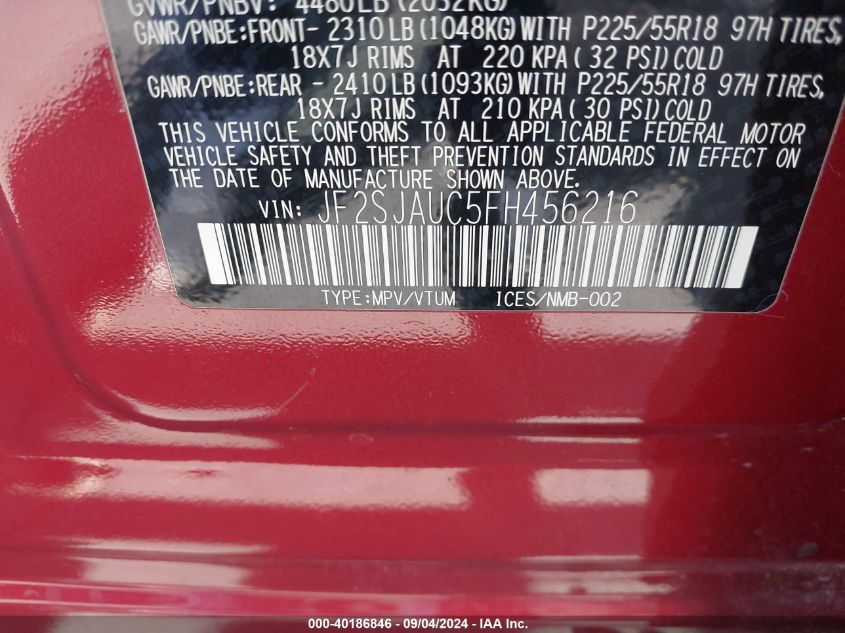 GVWR/PNBV: 4480LB(2032KG)
GAWR/PNBE:FRONT- 2310 LB(1048KG)WITH P225/55R18 97H TIRES,
18X7J RIMS AT 220 KPA(32 PSI)COLD
GAWR/PNBE:REAR - 2410 LB(1093KG)WITH P225/55R18 97H TIRES,
18X7J RIMS AT 210 KPA(30 PSI)COLD
THIS VEHICLE CONFORMS TO ALL APPLICABLE FEDERAL MOTOR
VEHICLE SAFETY AND THEFT PREVENTION STANDARDS IN EFFECT ON
THE DATE OF MANUFACTURE SHOWN ABOVE.
VIN: JF2SJAUC5FH456216
TYPE:MPV/VTUM ICES/NMB-002
000-40186846 - 09/04/2024 - IAA Inc.